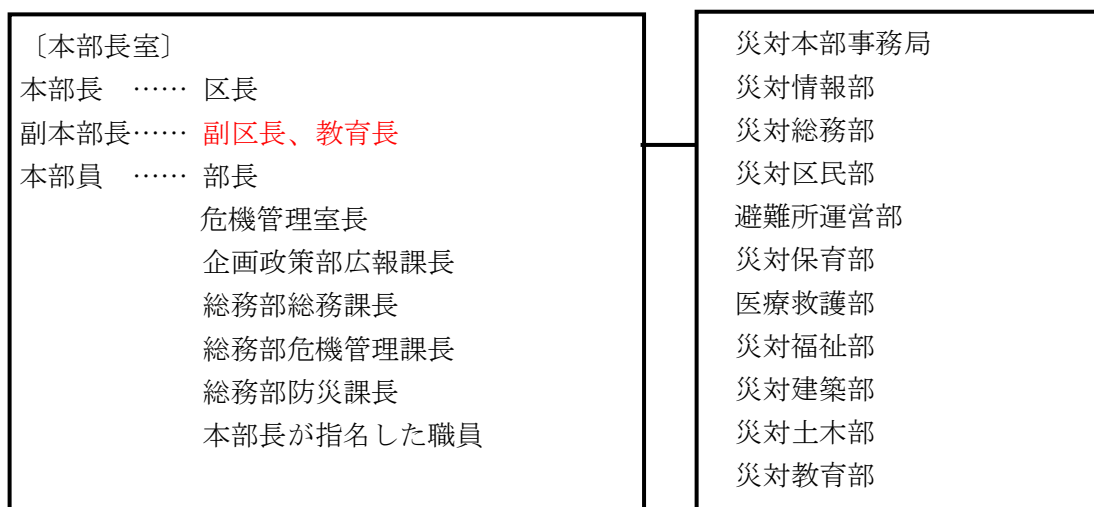 〔本部長室〕
本部長 …… 区長
副本部長…… 副区長、教育長
本部員 …… 部長
危機管理室長
企画政策部広報課長
総務部総務課長
総務部危機管理課長
総務部防災課長
本部長が指名した職員
災対本部事務局
災対情報部
災対総務部
災対区民部
避難所運営部
災対保育部
医療救護部
災対福祉部
災対建築部
災対土木部
災対教育部